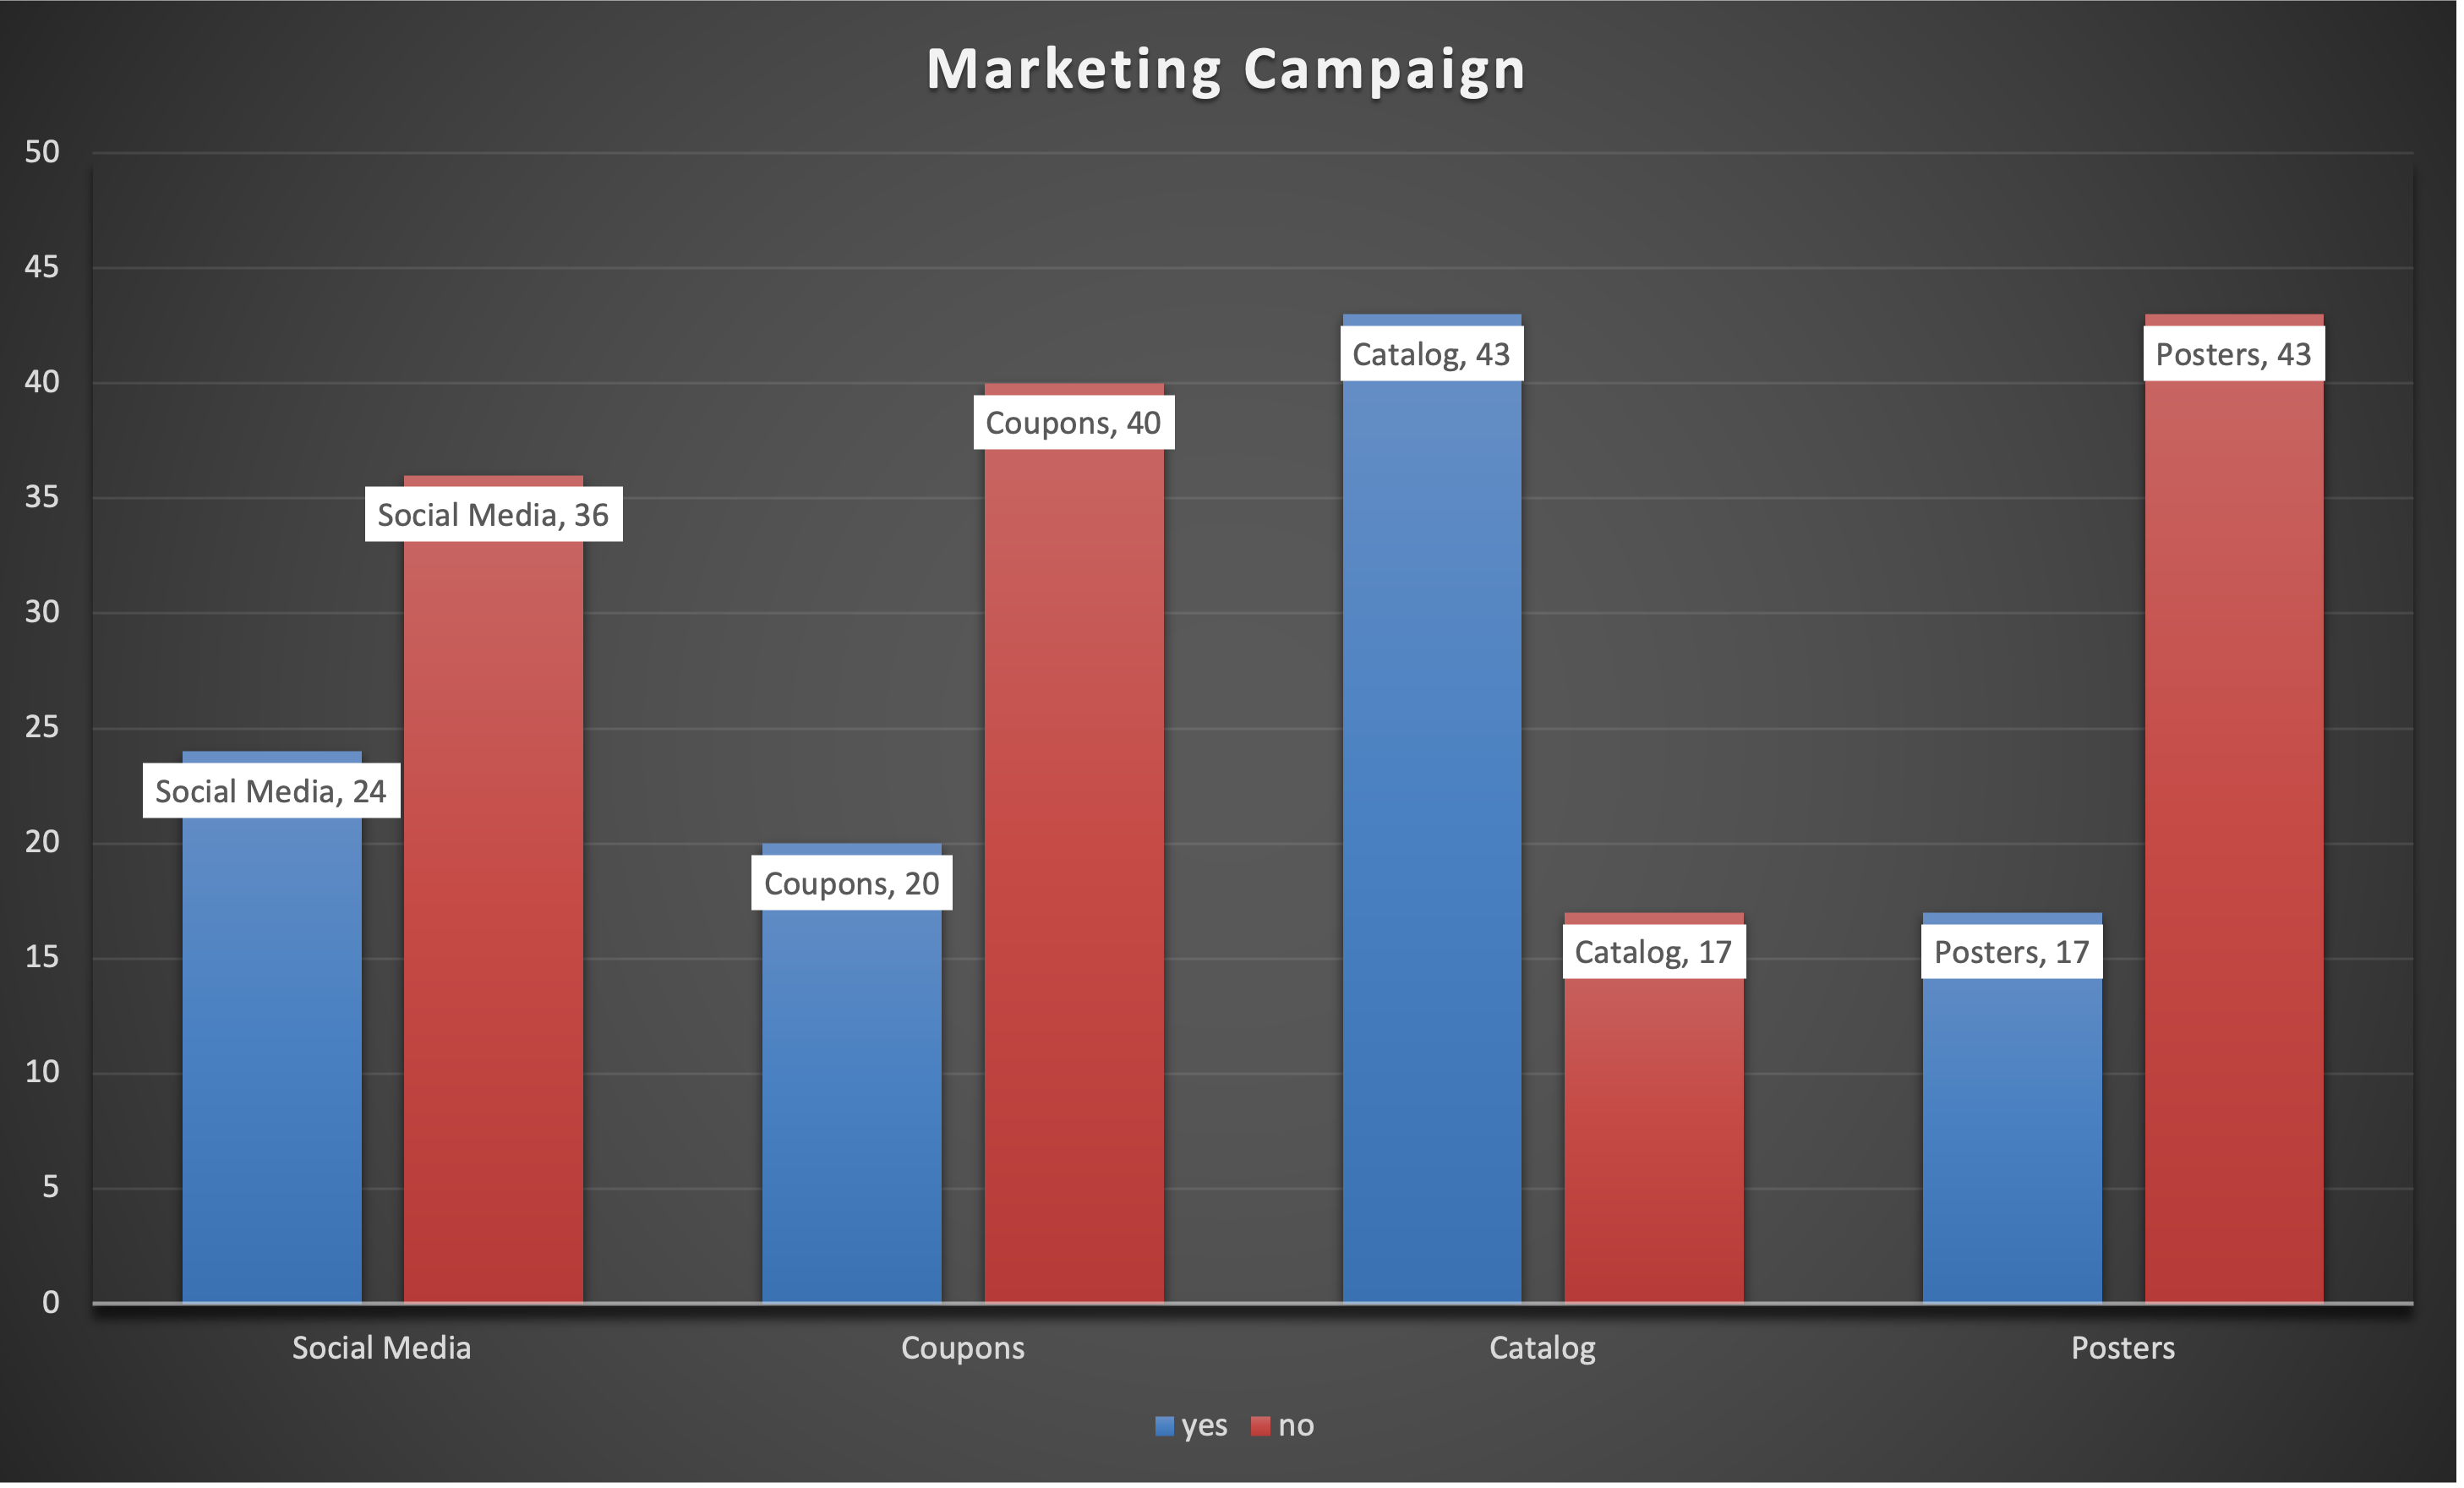 Marketing Campaign
50
45
40
35
30
25
20
15
10
5
0
Social Media, 24
Social Media, 36
Coupons, 20
Coupons, 40
Catalog, 43
Catalog, 17
Posters, 17
Posters, 43
Social Media
Coupons
Catalog
Posters
yes no